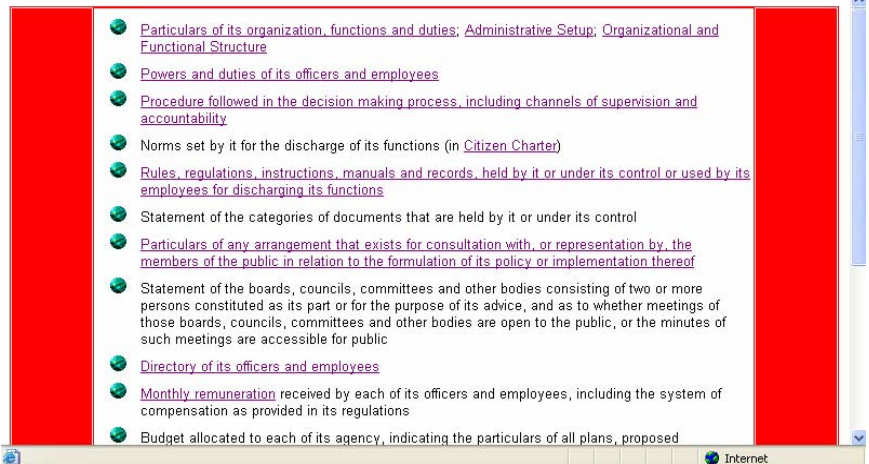 Particulars of its organization, functions and duties; Administrative Setup; Organizational and
Functional Structure
Powers and duties of its officers and employees
Procedure followed in the decision making process, including channels of supervision and
accountability
Norms set by it for the discharge of its functions (in Citizen Charter)
Rules, regulations, instructions, manuals and records, held by it or under its control or used by its
employees for discharging its functions
Statement of the categories of documents that are held by it or under its control
Particulars of any arrangement that exists for consultation with, or representation by, the
members of the public in relation to the formulation of its policy or implementation thereof
Statement of the boards, councils, committees and other bodies consisting of two or more
persons constituted as its part or for the purpose of its advice, and as to whether meetings of
those boards, councils, committees and other bodies are open to the public, or the minutes of
such meetings are accessible for public
Directory of its officers and employees
Monthly remuneration received by each of its officers and employees, including the system of
compensation as provided in its regulations
Budget allocated to each of its agency, indicating the particulars of all plans, proposed
Internet